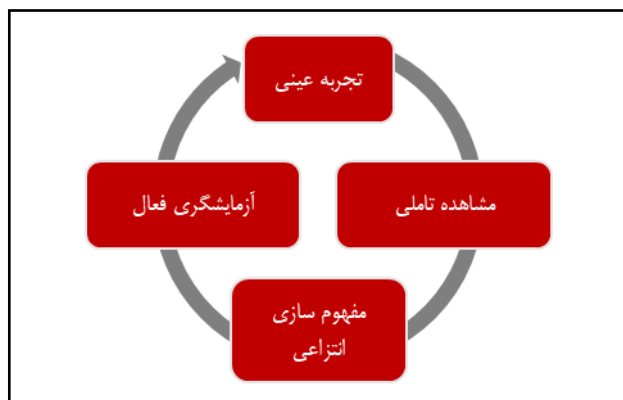 تجربه عینی
مشاهده تاملی
مفهوم سازی
انتزاعی
آزمایشگری فعال